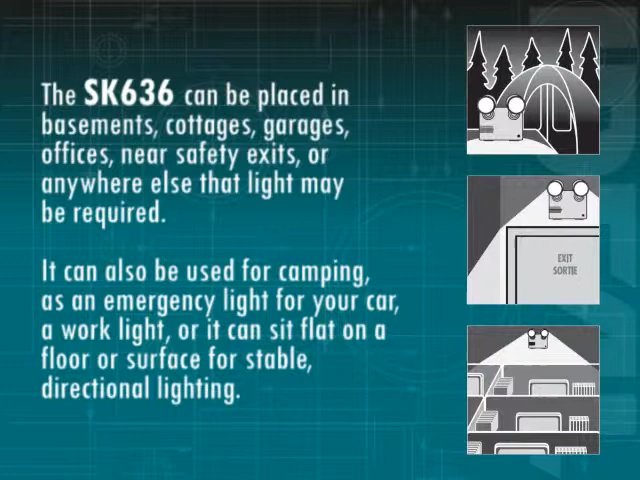 The SK636 can be placed in
basements, cottages, garages,
offices, near safety exits, or
anywhere else that light may
be required.
It can also be used for camping,
as an emergency light for your car,
a work light, or it can sit flat on a
floor or surface for stable,
directional lighting.
EXIT
SORTIE